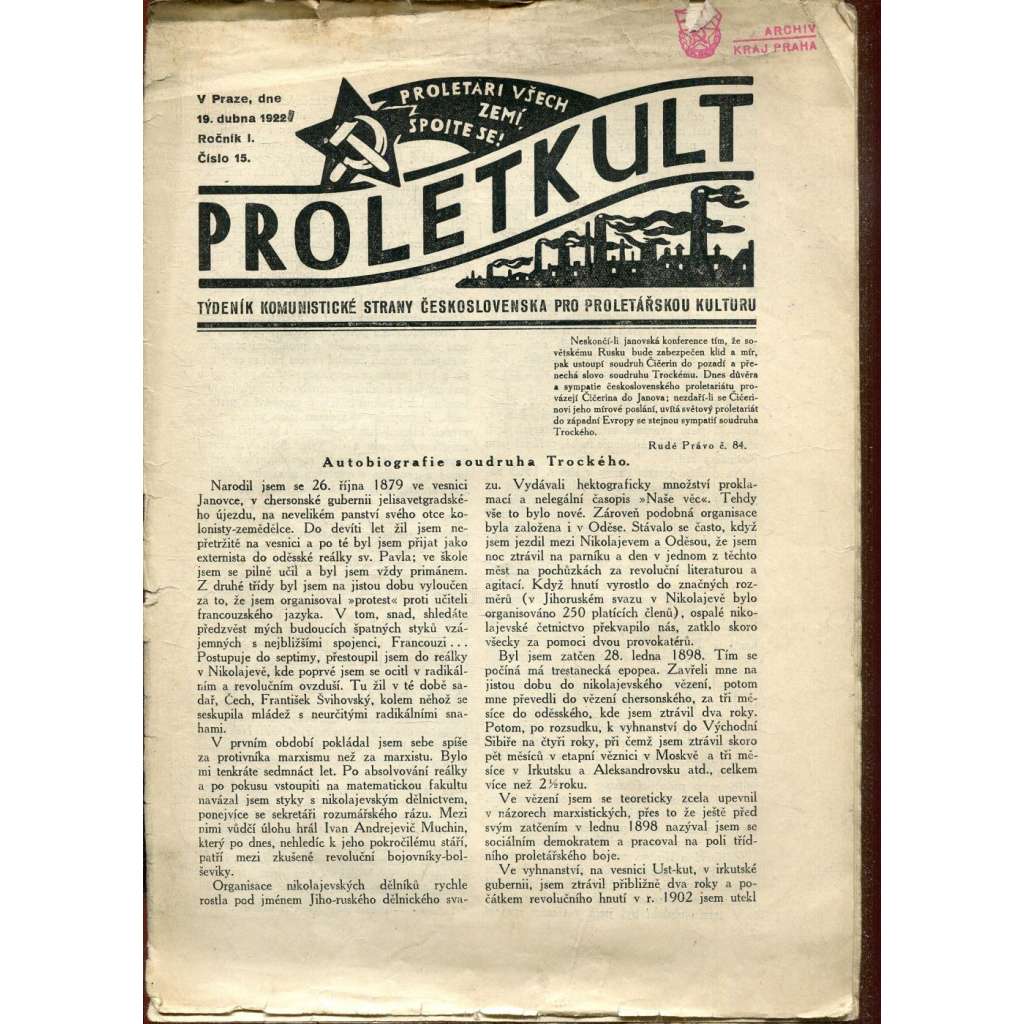 ARCHIV
KRAJ PRAHA
V Praze, dne
19. dubna 1922
Ročník I.
Číslo 15.
PROLETÁŘI VŠECH
ZEMÍ,
SPOJTE SE!
PROLETKULT
TÝDENÍK KOMUNISTICKÉ STRANY ČESKOSLOVENSKA PRO PROLETÁŘSKOU KULTURU
Neskončí-li janovská konference tím, že so-
větskému Rusku bude zabezpečen klid a mír,
pak ustoupí soudruh Čičerin do pozadí a pře-
nechá slovo soudruhu Trockému. Dnes důvěra
a sympatie československého proletariátu pro-
vázejí Čičerina do Janova; nezdaří-li se Čičeri-
novi jeho mírové poslání, uvítá světový proletariát
do západní Evropy se stejnou sympatií soudruha
Trockého.
Rudé Právo č. 84.
Autobiografie soudruha Trockého.
Narodil jsem se 26. října 1879 ve vesnici
Janovce, v chersonské gubernii jelisavetgradské-
ho újezdu, na nevelikém panství svého otce ko-
lonisty-zemědělce. Do devíti let žil jsem ne-
přetržitě na vesnici a po té byl jsem přijat jako
externista do oděsské reálky sv. Pavla; ve škole
jsem se pilně učil a byl jsem vždy primánem.
Z druhé třídy byl jsem na jistou dobu vyloučen
za to, že jsem organisoval »protest« proti učiteli
francouzského jazyka. V tom, snad, shledáte
předzvěst mých budoucích špatných styků vzá-
jemných s nejbližšími spojenci, Francouzi...
Postupuje do septimy, přestoupil jsem do reálky
v Nikolajevě, kde poprvé jsem se ocitl v radikál-
ním a revolučním ovzduší. Tu žil v té době sa-
dař, Čech, František Švihovský, kolem něhož se
seskupila mládež s neurčitými radikálními sna-
hami.
V prvním období pokládal jsem sebe spíše
za protivníka marxismu než za marxistu. Bylo
mi tenkráte sedmnáct let. Po absolvování reálky
a po pokusu vstoupiti na matematickou fakultu
navázal jsem styky s nikolajevským dělnictvem,
ponejvíce se sekretáři rozumářského rázu. Mezi
nimi vůdčí úlohu hrál Ivan Andrejevič Muchin,
který po dnes, nehledíc k jeho pokročilému stáří,
patří mezi zkušené revoluční bojovníky-bol-
ševiky.
Organisace nikolajevských dělníků rychle
rostla pod jménem Jiho-ruského dělnického sva-
zu. Vydávali hektograficky množství prokla-
mací a nelegální časopis »Naše věc«. Tehdy
vše to bylo nové. Zároveň podobná organisace
byla založena i v Oděse. Stávalo se často, když
jsem jezdil mezi Nikolajevem a Oděsou, že jsem
noc ztrávil na parníku a den v jednom z těchto
měst na pochůzkách za revoluční literaturou a
agitací. Když hnutí vyrostlo do značných roz-
měrů (v Jihoruském svazu v Nikolajevě bylo
organisováno 250 platících členů), ospalé niko-
lajevské četnictvo překvapilo nás, zatklo skoro
všecky za pomoci dvou provokatérů.
Byl jsem zatčen 28. ledna 1898. Tím se
počíná má trestanecká epopea. Zavřeli mne na
jistou dobu do nikolajevského vězení, potom
mne převedli do vězení chersonského, za tři mě-
síce do oděsského, kde jsem ztrávil dva roky.
Potom, po rozsudku, k vyhnanství do Východní
Sibiře na čtyři roky, při čemž jsem ztrávil skoro
pět měsíců v etapní věznici v Moskvě a tři mě-
síce v Irkutsku a Aleksandrovsku atd., celkem
více než 2½ roku.
Ve vězení jsem se teoreticky zcela upevnil
v názorech marxistických, přes to že ještě před
svým zatčením v lednu 1898 nazýval jsem se
sociálním demokratem a pracoval na poli tříd-
ního proletářského boje.
Ve vyhnanství, na vesnici Ust-kut, v irkutské
gubernii, jsem ztrávil přibližně dva roky a po-
čátkem revolučního hnutí v r. 1902 jsem utekl